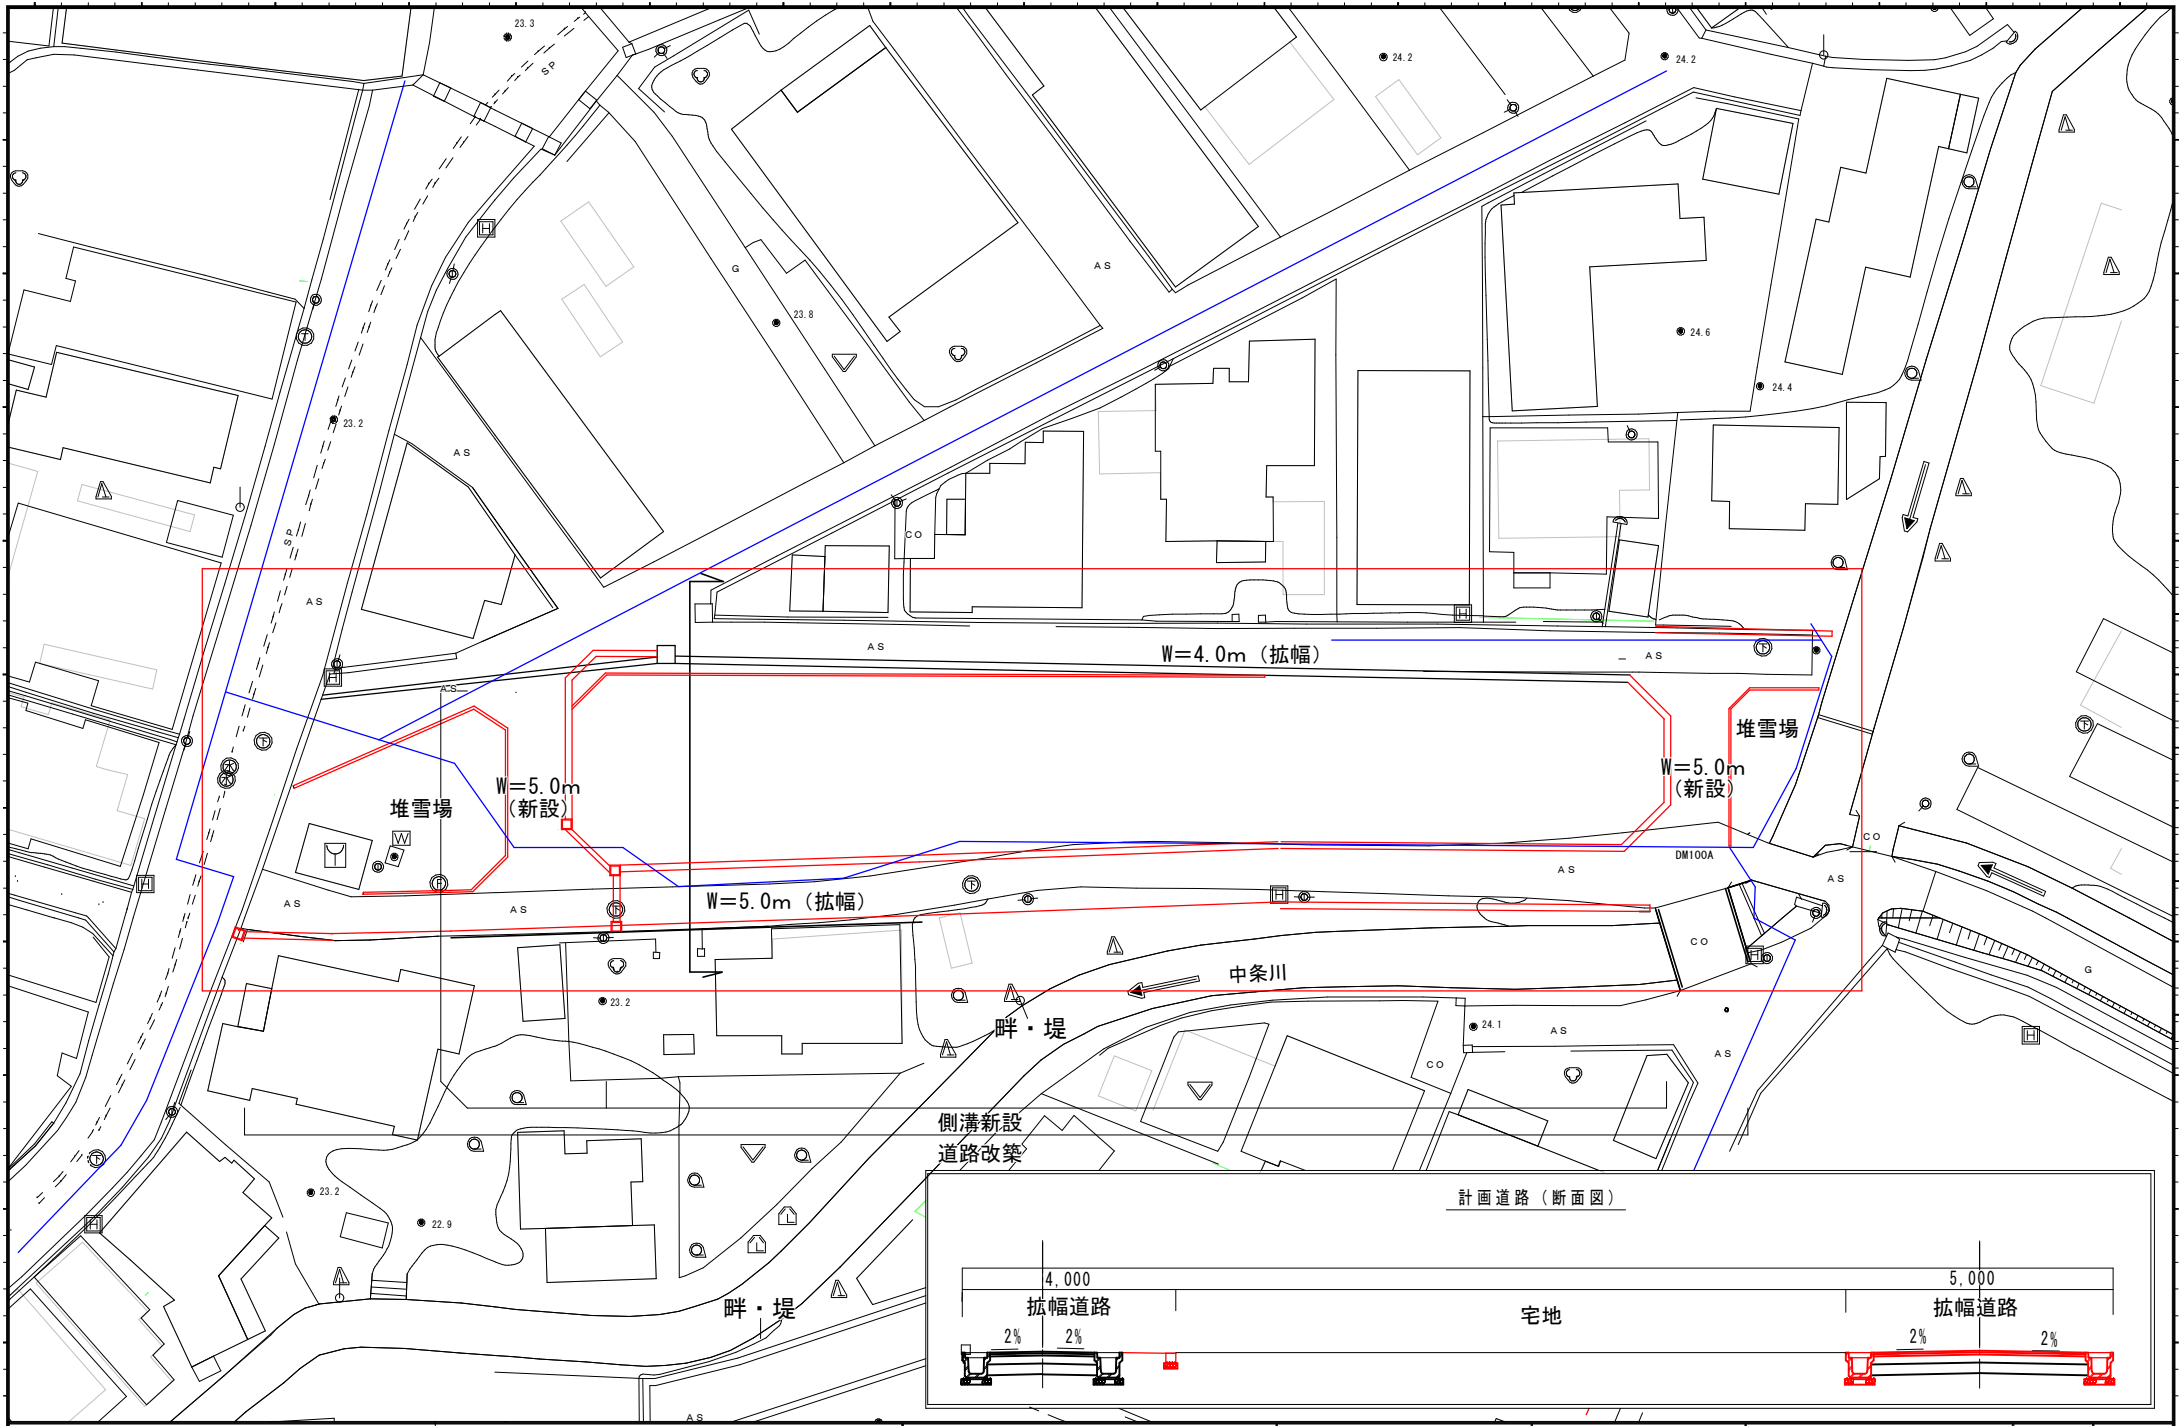 23.3
SP
24.2
24.2
AS
G
23.8
24.6
24.4
23.2
AS
CO
SP
AS
AS
W=4.0m（拡幅）
AS
AS
堆雪場
W=5.0m
（新設）
W=5.0m
（新設）
堆雪場
W
CO
DM100A
AS
AS
W=5.0m（拡幅）
AS
AS
CO
中条川
G
23.2
畔・堤
24.1
AS
AS
CO
側溝新設
道路改築
23.2
22.9
計画道路（断面図）
4,000
5,000
拡幅道路
宅地
拡幅道路
2%
2%
2%
2%
畔・堤
AS